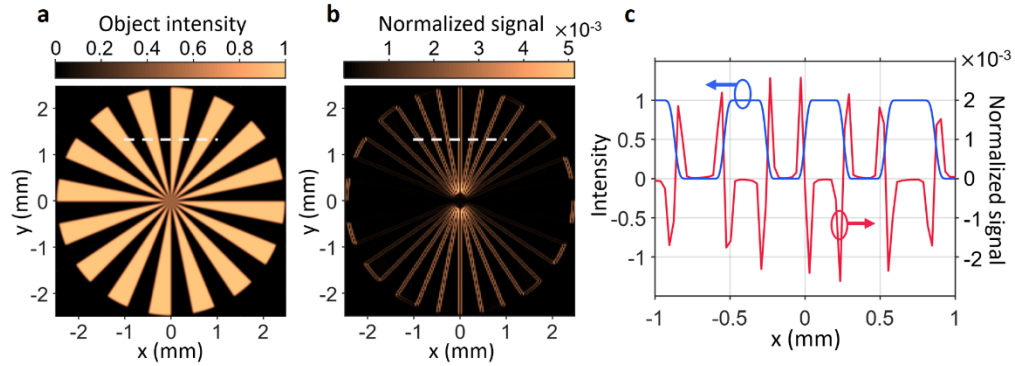 a
Object intensity
0 0.2 0.4 0.6 0.8 1
y (mm)
2
1
0
-1
-2
-2 -1 0 1 2
x (mm)
b
Normalized signal ×10⁻³
1 2 3 4 5
y (mm)
2
1
0
-1
-2
-2 -1 0 1 2
x (mm)
c
×10⁻³
Intensity
1
0.5
0
-0.5
-1
2
1
0
-1
-2
Normalized signal
-1 -0.5 0 0.5 1
x (mm)